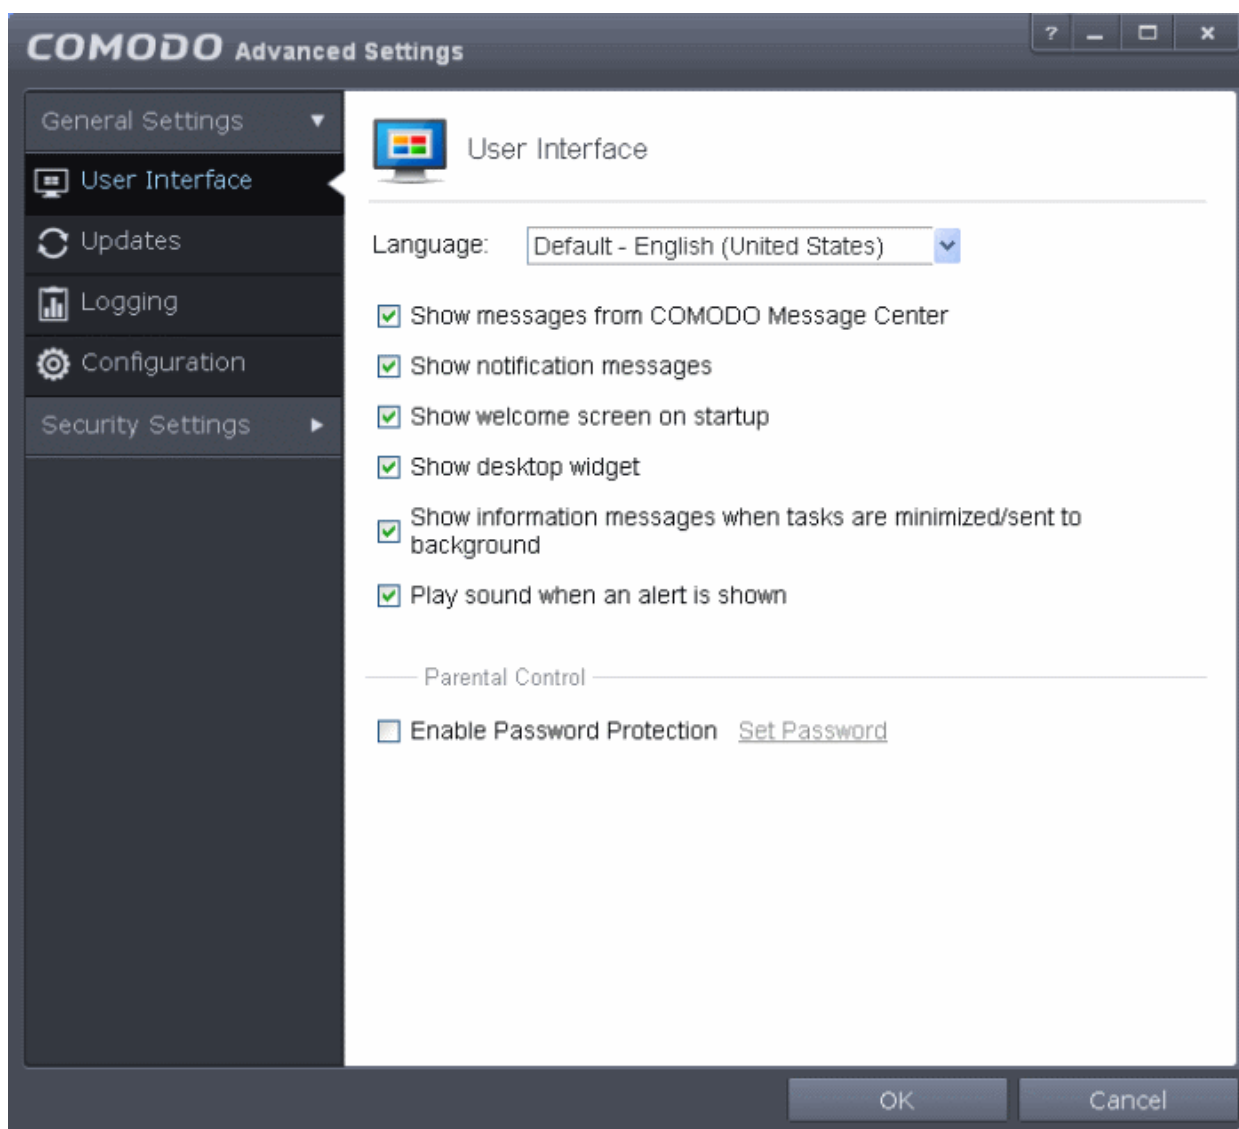 COMODO Advanced Settings
General Settings
User Interface
Updates
Logging
Configuration
Security Settings
User Interface
Language: Default - English (United States)
Show messages from COMODO Message Center
Show notification messages
Show welcome screen on startup
Show desktop widget
Show information messages when tasks are minimized/sent to
background
Play sound when an alert is shown
Parental Control
Enable Password Protection Set Password
OK Cancel